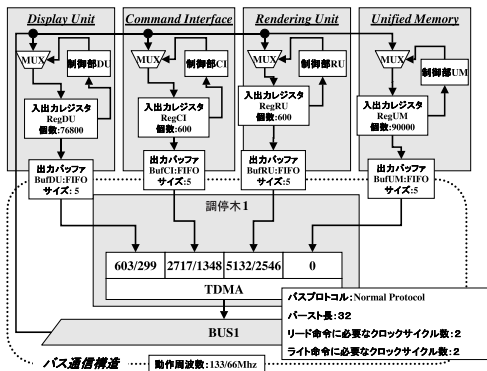 Display Unit
Command Interface
Rendering Unit
Unified Memory
MUX
制御部DU
MUX
制御部CI
MUX
制御部RU
MUX
制御部UM
入出力レジスタ
RegDU
個数:76800
入出力レジスタ
RegCI
個数:600
入出力レジスタ
RegRU
個数:600
入出力レジスタ
RegUM
個数:90000
出力バッファ
BufDU:FIFO
サイズ:5
出力バッファ
BufCI:FIFO
サイズ:5
出力バッファ
BufRU:FIFO
サイズ:5
出力バッファ
BufUM:FIFO
サイズ:5
調停木1
603/299
2717/1348
5132/2546
0
TDMA
BUS1
バスプロトコル:Normal Protocol
バースト長:32
リード命令に必要なクロックサイクル数:2
ライト命令に必要なクロックサイクル数:2
バス通信構造
動作周波数:133/66Mhz